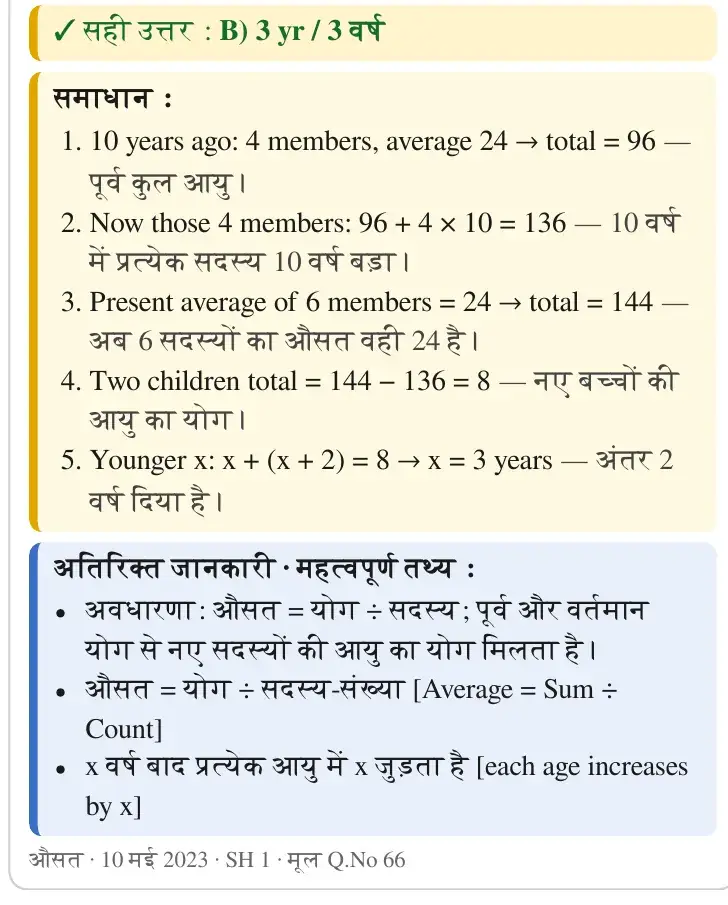 ✓ सही उत्तर : B) 3 yr / 3 वर्ष
समाधान :
1. 10 years ago: 4 members, average 24 → total = 96 —
पूर्व कुल आयु।
2. Now those 4 members: 96 + 4 × 10 = 136 — 10 वर्ष
में प्रत्येक सदस्य 10 वर्ष बड़ा।
3. Present average of 6 members = 24 → total = 144 —
अब 6 सदस्यों का औसत वही 24 है।
4. Two children total = 144 − 136 = 8 — नए बच्चों की
आयु का योग।
5. Younger x: x + (x + 2) = 8 → x = 3 years — अंतर 2
वर्ष दिया है।
अतिरिक्त जानकारी · महत्वपूर्ण तथ्य :
• अवधारणा : औसत = योग ÷ सदस्य ; पूर्व और वर्तमान
योग से नए सदस्यों की आयु का योग मिलता है।
• औसत = योग ÷ सदस्य-संख्या [Average = Sum ÷
Count]
• x वर्ष बाद प्रत्येक आयु में x जुड़ता है [each age increases
by x]
औसत · 10 मई 2023 · SH 1 · मूल Q.No 66